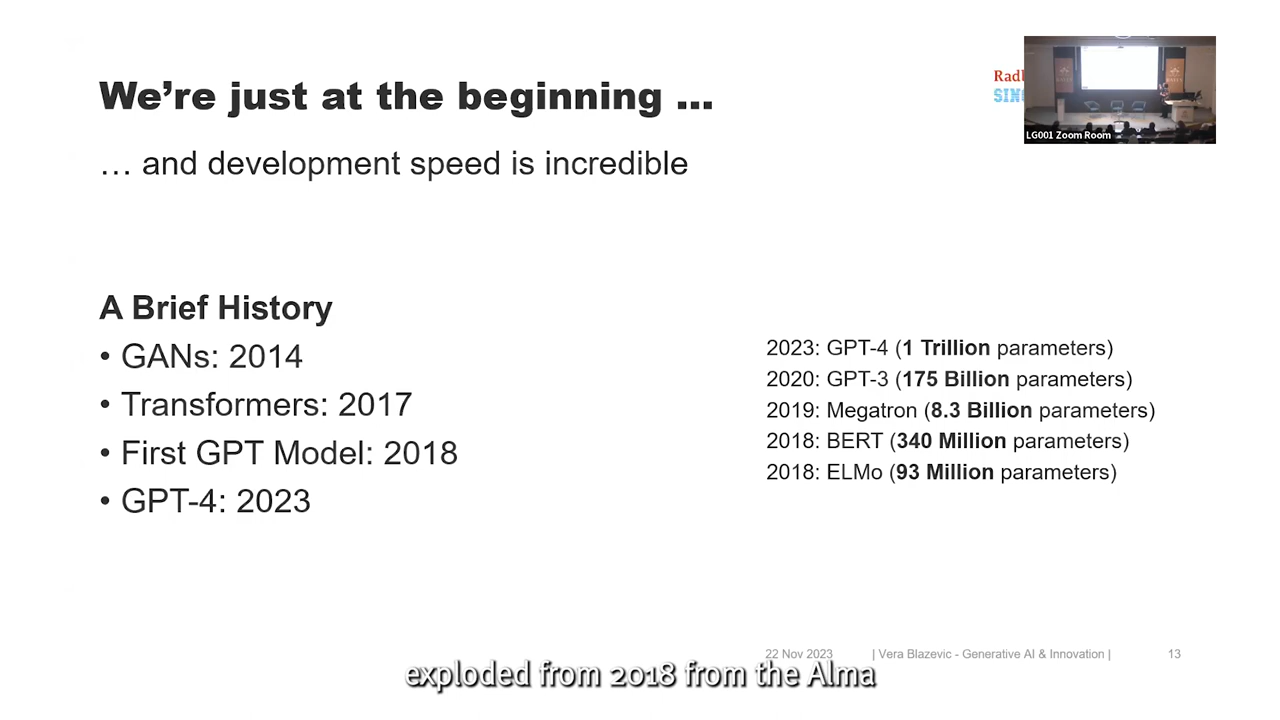 We're just at the beginning ...
... and development speed is incredible
A Brief History
• GANs: 2014
• Transformers: 2017
• First GPT Model: 2018
• GPT-4: 2023
2023: GPT-4 (1 Trillion parameters)
2020: GPT-3 (175 Billion parameters)
2019: Megatron (8.3 Billion parameters)
2018: BERT (340 Million parameters)
2018: ELMo (93 Million parameters)
LG001 Zoom Room
22 Nov 2023 | Vera Blazevic - Generative AI & Innovation | 13
exploded from 2018 from the Alma